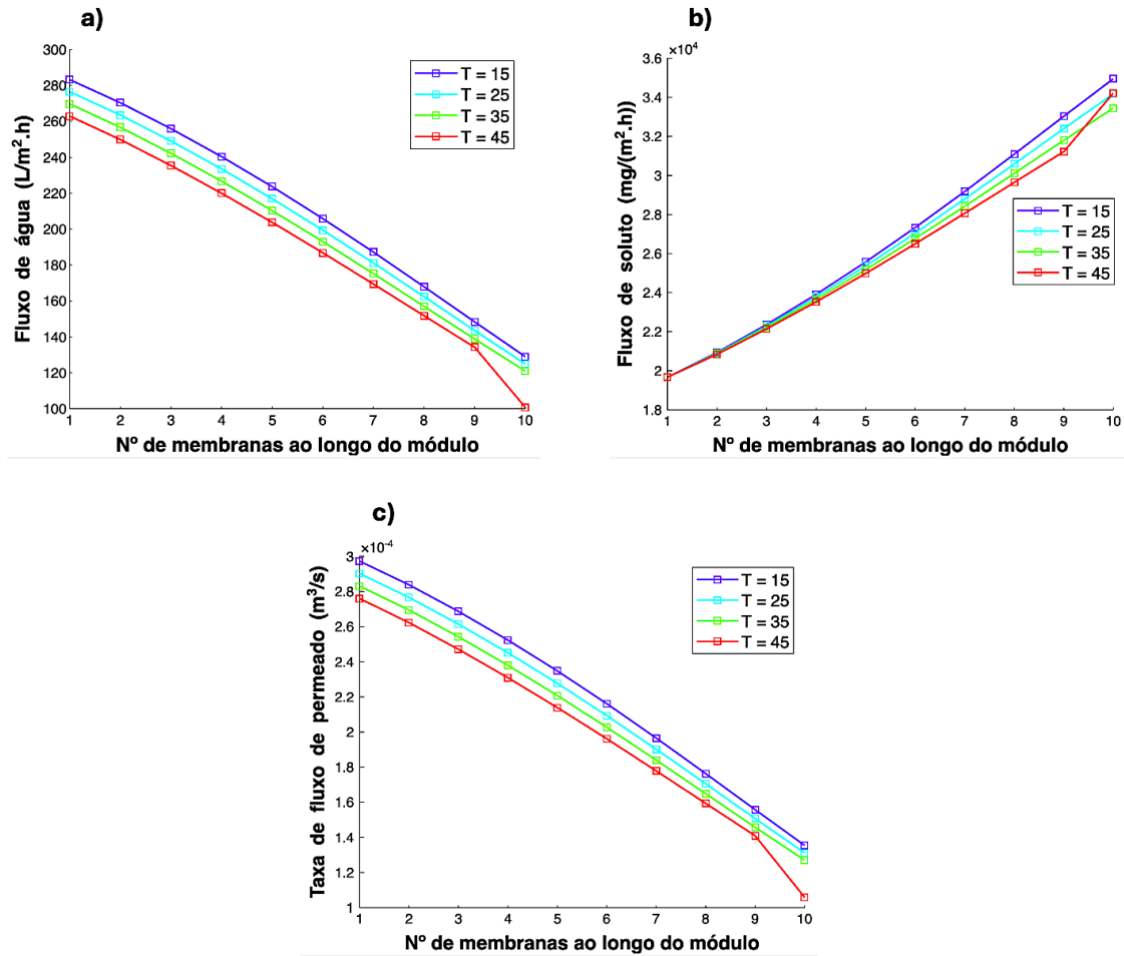 a)
300
280
260
240
220
200
180
160
140
120
100
Fluxo de água (L/m².h)
T = 15
T = 25
T = 35
T = 45
1 2 3 4 5 6 7 8 9 10
Nº de membranas ao longo do módulo
b)
×10⁴
3.6
3.4
3.2
3
2.8
2.6
2.4
2.2
2
1.8
Fluxo de soluto (mg/(m².h))
T = 15
T = 25
T = 35
T = 45
1 2 3 4 5 6 7 8 9 10
Nº de membranas ao longo do módulo
c)
×10⁻⁴
3
2.8
2.6
2.4
2.2
2
1.8
1.6
1.4
1.2
1
Taxa de fluxo de permeado (m³/s)
T = 15
T = 25
T = 35
T = 45
1 2 3 4 5 6 7 8 9 10
Nº de membranas ao longo do módulo